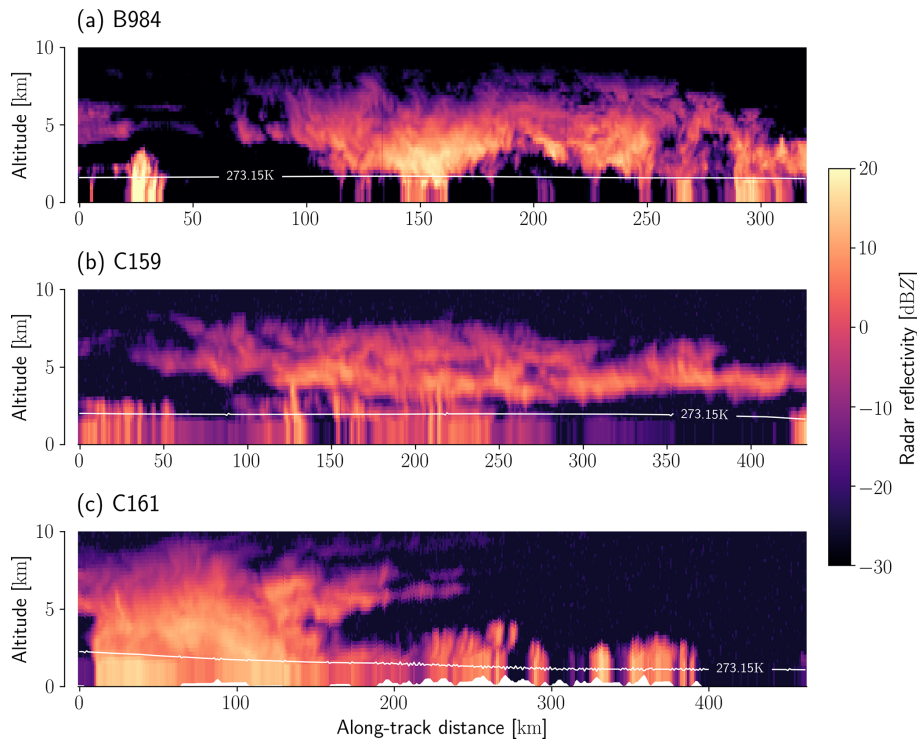 (a) B984
10
5
0
Altitude [km]
273.15K
0 50 100 150 200 250 300
(b) C159
10
5
0
Altitude [km]
273.15K
0 50 100 150 200 250 300 350 400
(c) C161
10
5
0
Altitude [km]
273.15K
0 100 200 300 400
Along-track distance [km]
20
10
0
−10
−20
−30
Radar reflectivity [dBZ]